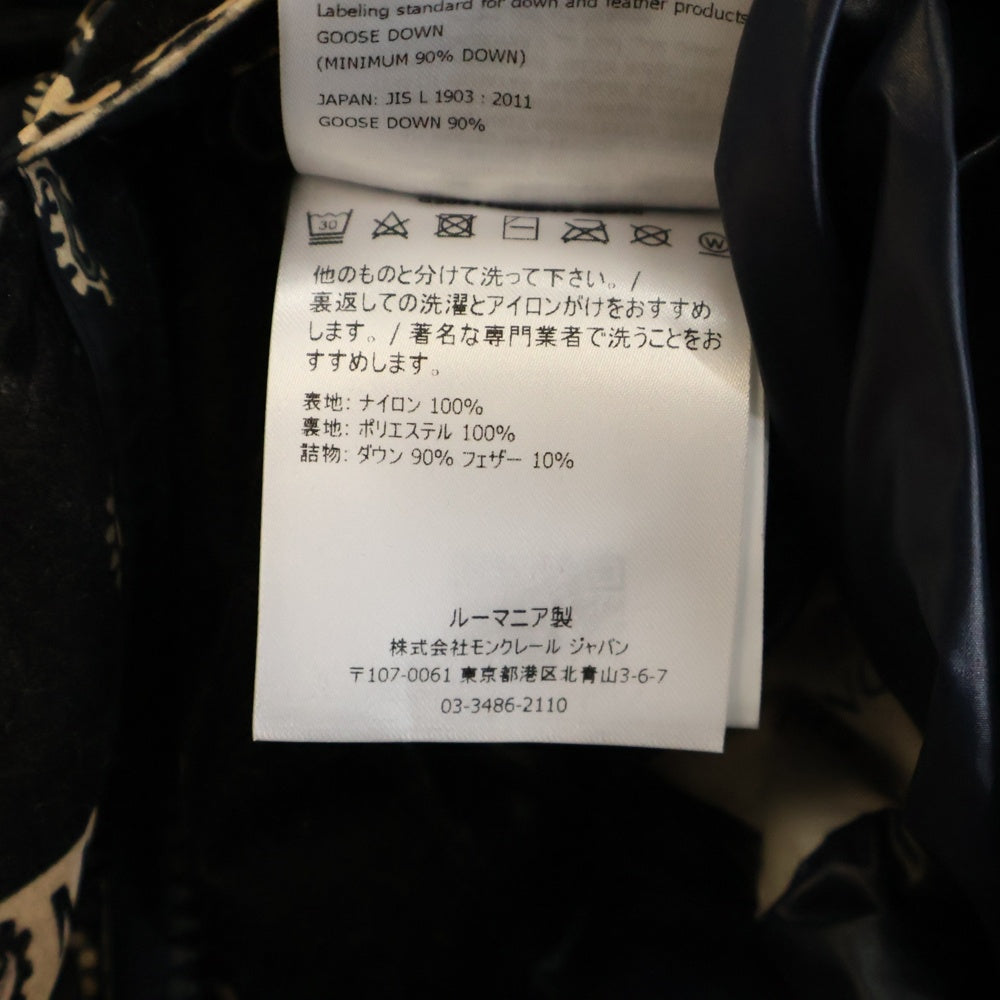 Labeling standard for down and feather products
GOOSE DOWN
(MINIMUM 90% DOWN)
JAPAN: JIS L 1903 : 2011
GOOSE DOWN 90%
30 W
他のものと分けて洗って下さい。/
裏返しての洗濯とアイロンがけをおすすめ
します。/ 著名な専門業者で洗うことをお
すすめします。
表地: ナイロン 100%
裏地: ポリエステル 100%
詰物: ダウン 90% フェザー 10%
ルーマニア製
株式会社モンクレール ジャパン
〒107-0061 東京都港区北青山3-6-7
03-3486-2110